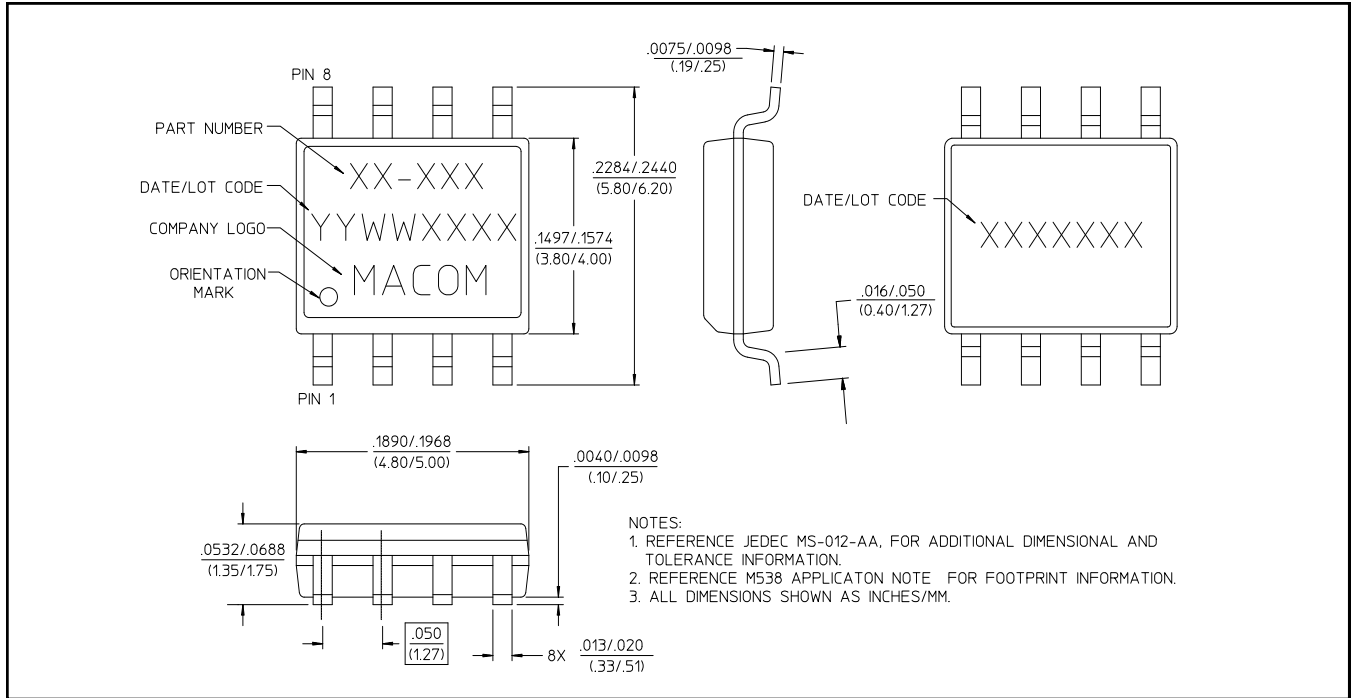 PIN 8
PART NUMBER
XX-XXX
DATE/LOT CODE
YYWWXXXX
COMPANY LOGO
MACOM
ORIENTATION
MARK
PIN 1
.2284/.2440
(5.80/6.20)
.1497/.1574
(3.80/4.00)
.0075/.0098
(.19/.25)
.016/.050
(0.40/1.27)
DATE/LOT CODE
XXXXXXX
.1890/.1968
(4.80/5.00)
.0040/.0098
(.10/.25)
.0532/.0688
(1.35/1.75)
.050
(1.27)
8X .013/.020
(.33/.51)
NOTES:
1. REFERENCE JEDEC MS-012-AA, FOR ADDITIONAL DIMENSIONAL AND
TOLERANCE INFORMATION.
2. REFERENCE M538 APPLICATON NOTE FOR FOOTPRINT INFORMATION.
3. ALL DIMENSIONS SHOWN AS INCHES/MM.